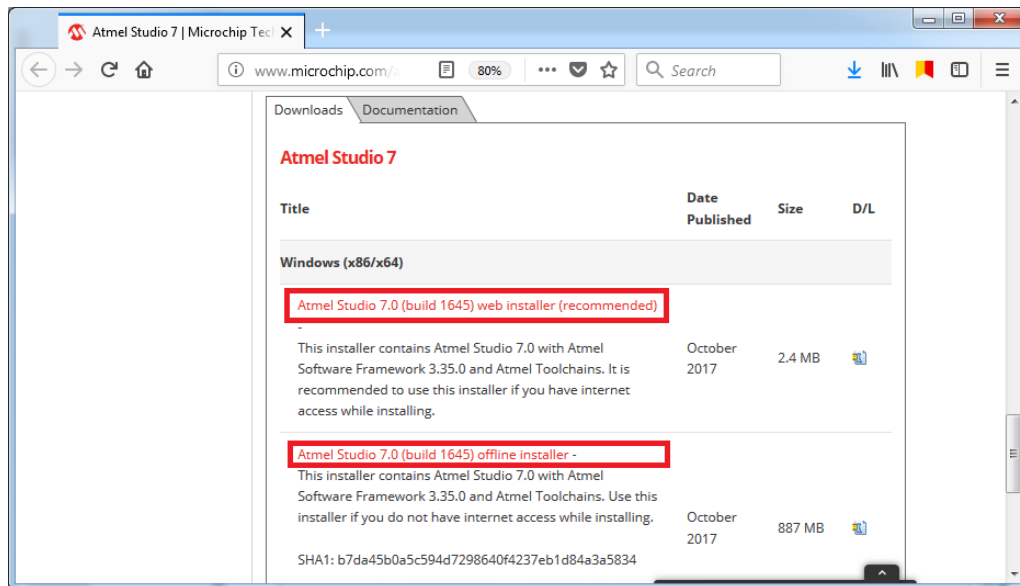 Atmel Studio 7 | Microchip Tec
www.microchip.com/a
80%
Search
Downloads
Documentation
Atmel Studio 7
Title
Date Published
Size
D/L
Windows (x86/x64)
Atmel Studio 7.0 (build 1645) web installer (recommended)
-
This installer contains Atmel Studio 7.0 with Atmel
Software Framework 3.35.0 and Atmel Toolchains. It is
recommended to use this installer if you have internet
access while installing.
October
2017
2.4 MB
Atmel Studio 7.0 (build 1645) offline installer -
This installer contains Atmel Studio 7.0 with Atmel
Software Framework 3.35.0 and Atmel Toolchains. Use this
installer if you do not have internet access while installing.
SHA1: b7da45b0a5c594d7298640f4237eb1d84a3a5834
October
2017
887 MB